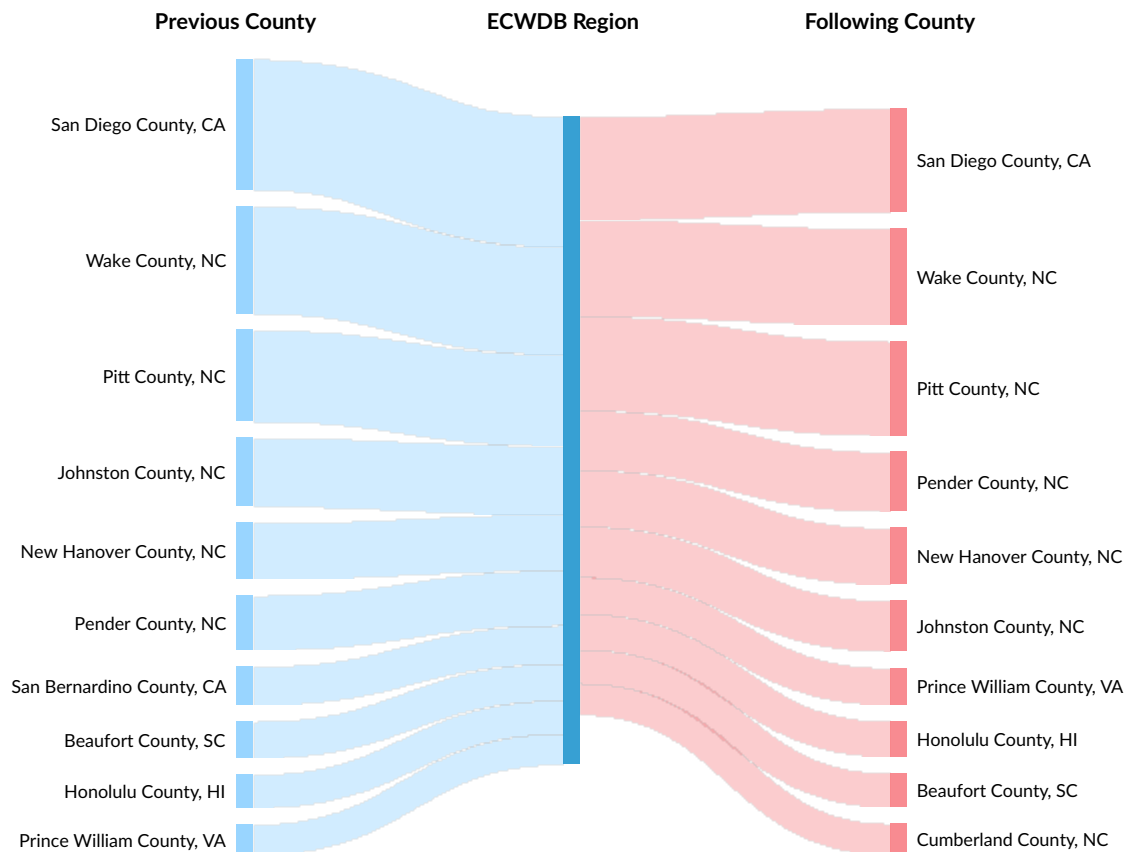 Previous County
ECWDB Region
Following County
San Diego County, CA
Wake County, NC
Pitt County, NC
Johnston County, NC
New Hanover County, NC
Pender County, NC
San Bernardino County, CA
Beaufort County, SC
Honolulu County, HI
Prince William County, VA
San Diego County, CA
Wake County, NC
Pitt County, NC
Pender County, NC
New Hanover County, NC
Johnston County, NC
Prince William County, VA
Honolulu County, HI
Beaufort County, SC
Cumberland County, NC